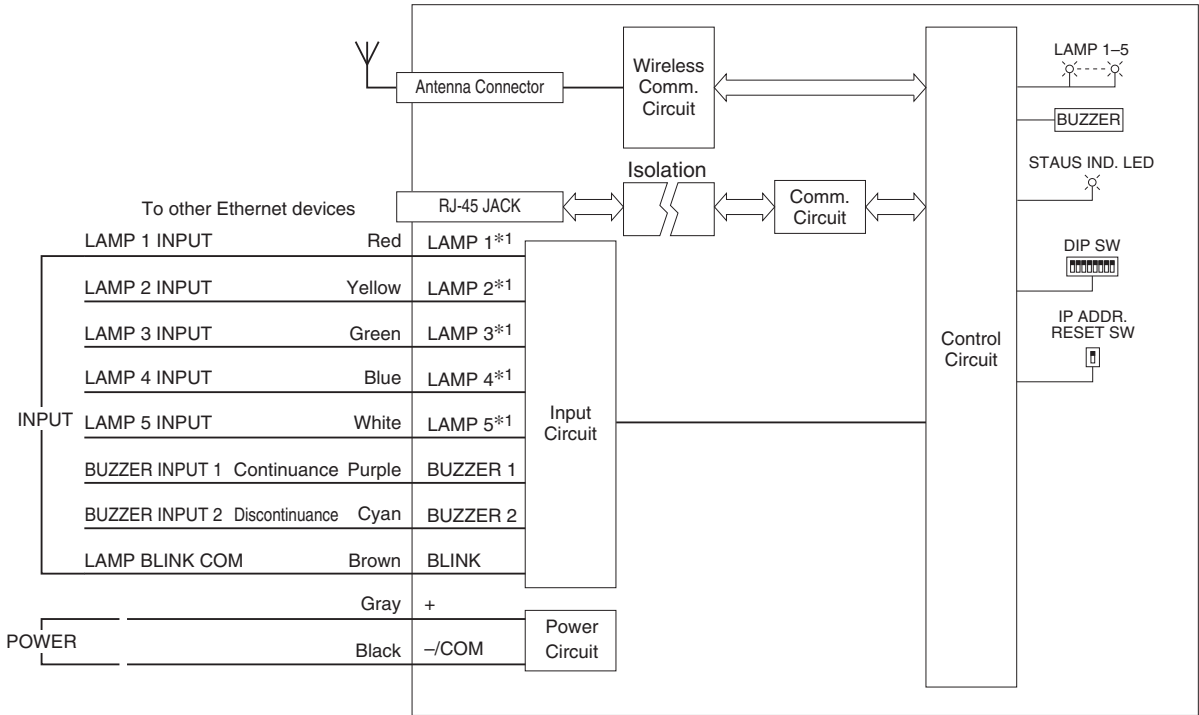 Antenna Connector
Wireless
Comm.
Circuit
LAMP 1–5
BUZZER
STAUS IND. LED
Isolation
To other Ethernet devices
RJ-45 JACK
Comm.
Circuit
LAMP 1 INPUT Red LAMP 1*1
LAMP 2 INPUT Yellow LAMP 2*1
LAMP 3 INPUT Green LAMP 3*1
LAMP 4 INPUT Blue LAMP 4*1
INPUT LAMP 5 INPUT White LAMP 5*1
BUZZER INPUT 1 Continuance Purple BUZZER 1
BUZZER INPUT 2 Discontinuance Cyan BUZZER 2
LAMP BLINK COM Brown BLINK
Input
Circuit
Control
Circuit
DIP SW
IP ADDR.
RESET SW
Gray +
POWER
Black –/COM
Power
Circuit